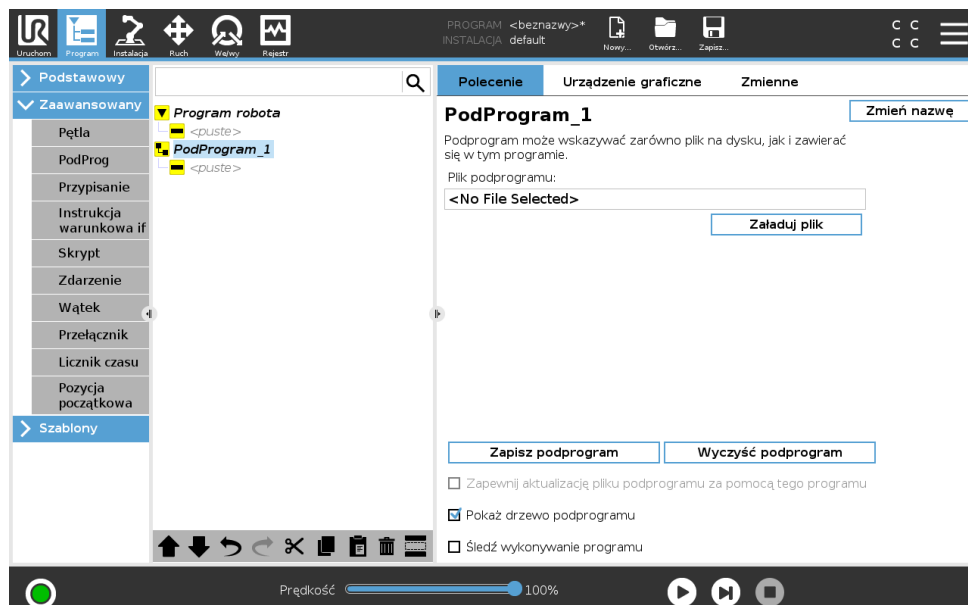 PROGRAM <beznazwy>*
INSTALACJA default
Uruchom Program Instalacja Ruch We/wy Rejestr Nowy... Otwórz... Zapisz...
C C
C C
Podstawowy
Zaawansowany
Pętla
PodProg
Przypisanie
Instrukcja
warunkowa if
Skrypt
Zdarzenie
Wątek
Przełącznik
Licznik czasu
Pozycja
początkowa
Szablony
Program robota
<puste>
PodProgram_1
<puste>
Polecenie Urządzenie graficzne Zmienne
PodProgram_1 Zmień nazwę
Podprogram może wskazywać zarówno plik na dysku, jak i zawierać
się w tym programie.
Plik podprogramu:
<No File Selected>
Załaduj plik
Zapisz podprogram Wyczyść podprogram
Zapewnij aktualizację pliku podprogramu za pomocą tego programu
Pokaż drzewo podprogramu
Śledź wykonywanie programu
Prędkość 100%